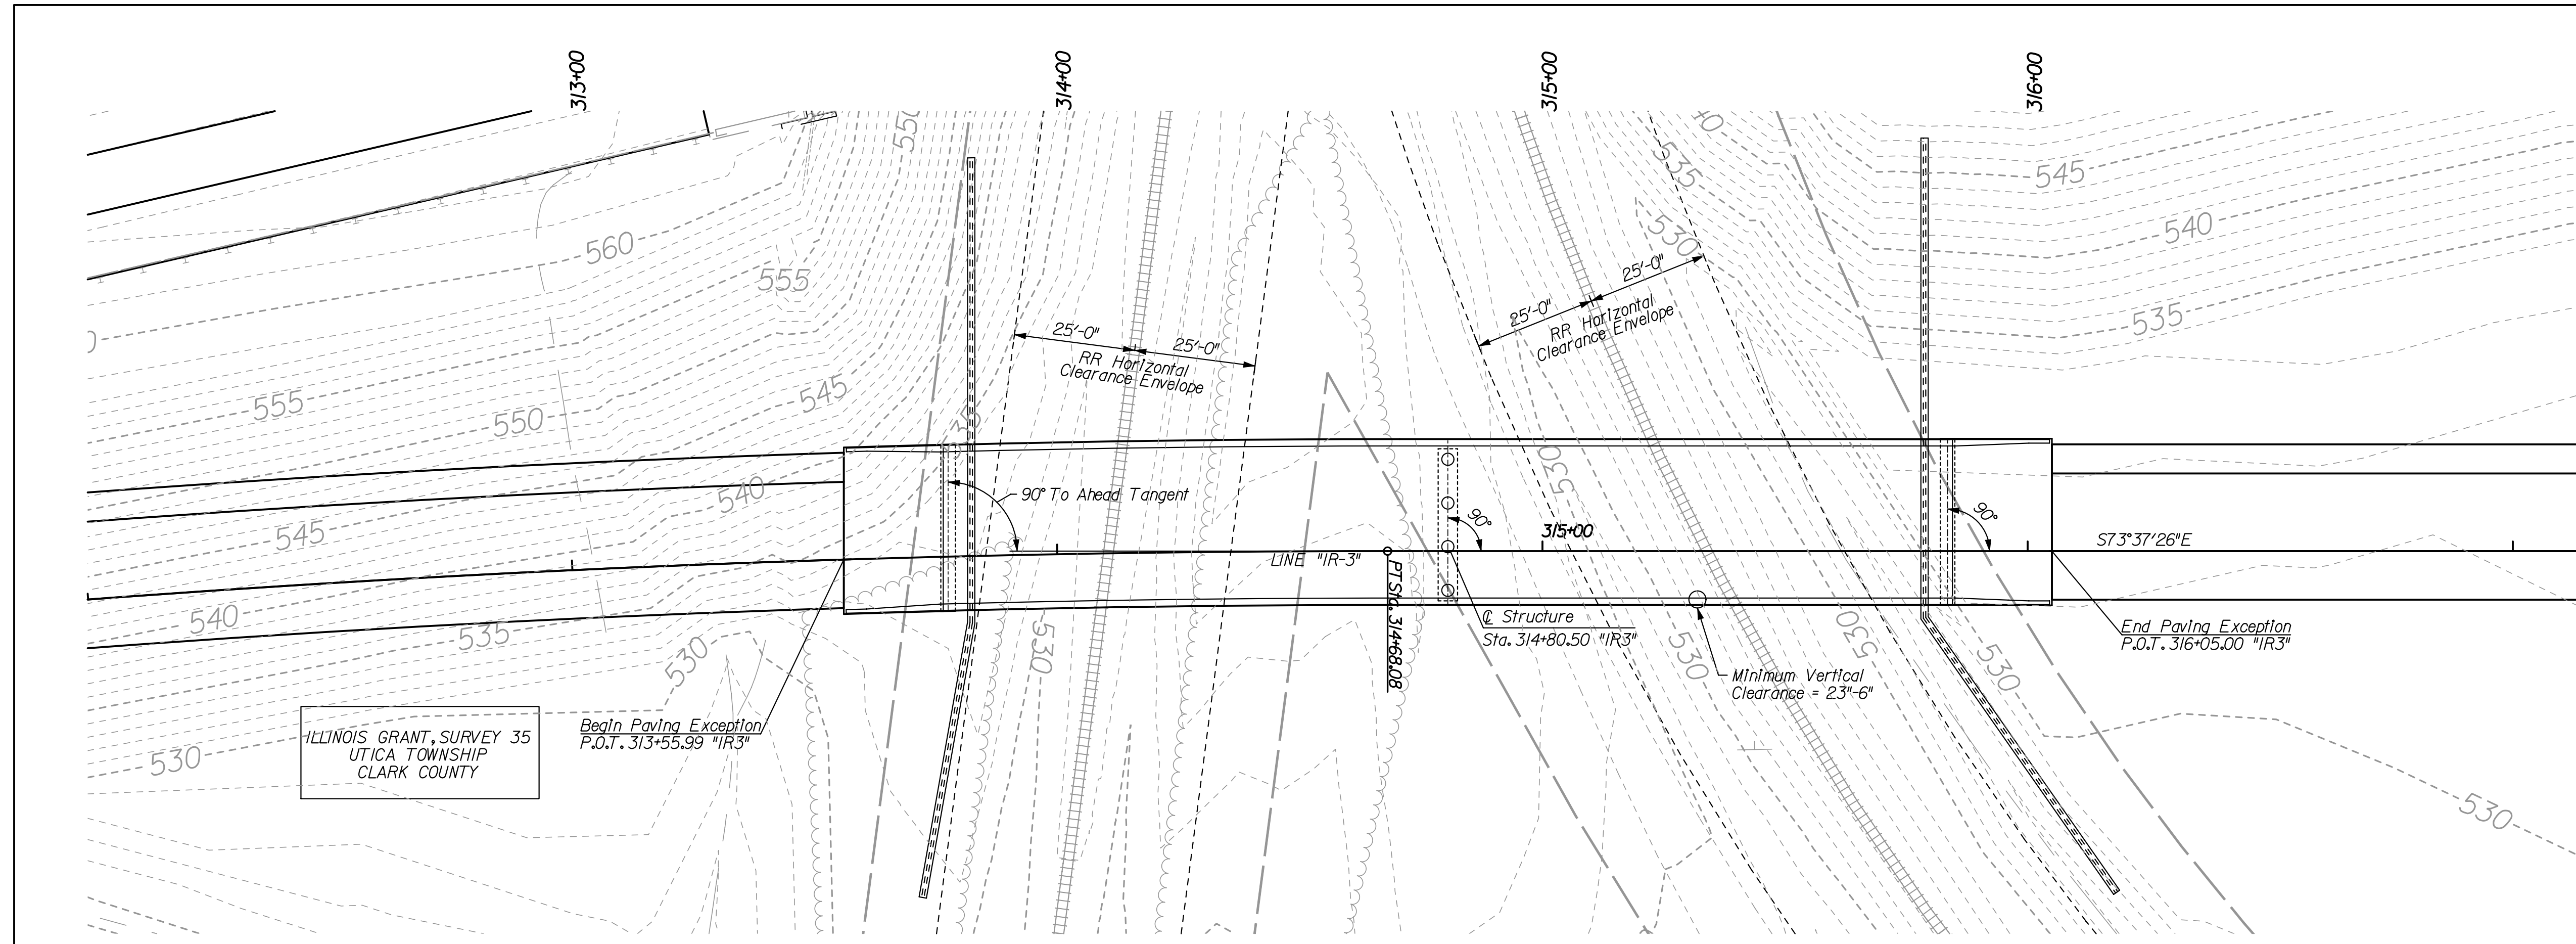 313+00
314+00
315+00
316+00
550
540
535
530
545
540
535
560
555
25'-0"
25'-0"
RR Horizontal
Clearance Envelope
25'-0"
25'-0"
RR Horizontal
Clearance Envelope
555
550
545
535
540
545
540
535
530
530
90° To Ahead Tangent
LINE "IR-3"
PT Sta. 314+68.08
90°
315+00
530
90°
S73°37'26"E
℄ Structure
Sta. 314+80.50 "IR3"
530
530
530
530
Minimum Vertical
Clearance = 23"-6"
End Paving Exception
P.O.T. 316+05.00 "IR3"
Begin Paving Exception
P.O.T. 313+55.99 "IR3"
ILLINOIS GRANT, SURVEY 35
UTICA TOWNSHIP
CLARK COUNTY
530
530